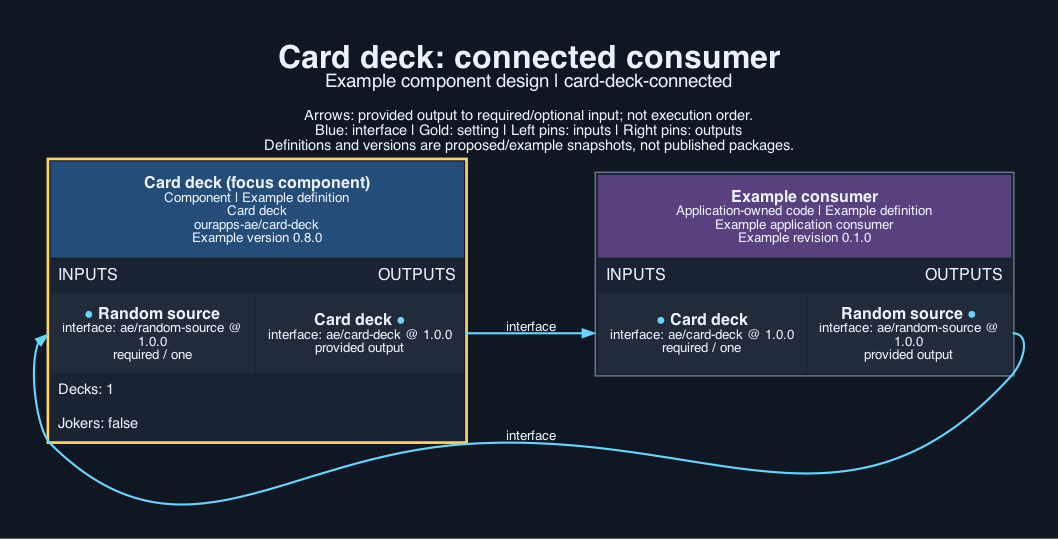 Card deck: connected consumer
Example component design | card-deck-connected
Arrows: provided output to required/optional input; not execution order.
Blue: interface | Gold: setting | Left pins: inputs | Right pins: outputs
Definitions and versions are proposed/example snapshots, not published packages.
Card deck (focus component)
Component | Example definition
Card deck
ourapps-ae/card-deck
Example version 0.8.0
INPUTS
OUTPUTS
Random source
interface: ae/random-source @
1.0.0
required / one
Card deck
interface: ae/card-deck @ 1.0.0
provided output
Decks: 1
Jokers: false
interface
Example consumer
Application-owned code | Example definition
Example application consumer
Example revision 0.1.0
INPUTS
OUTPUTS
Card deck
interface: ae/card-deck @ 1.0.0
required / one
Random source
interface: ae/random-source @
1.0.0
provided output
interface